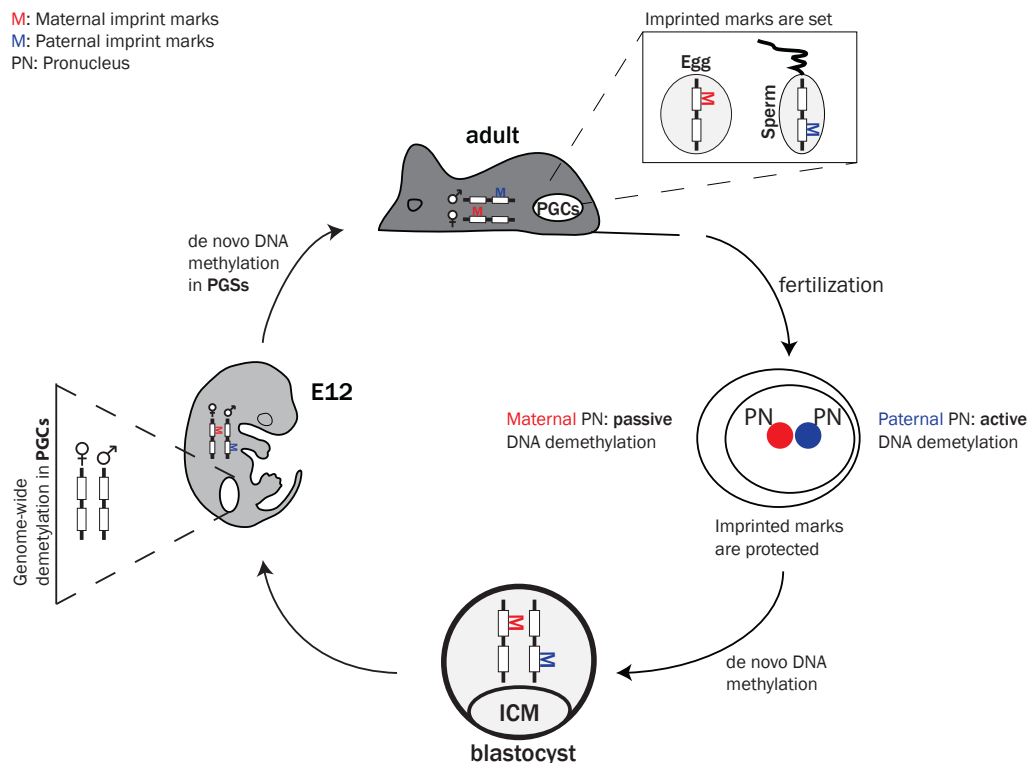 M: Maternal imprint marks
M: Paternal imprint marks
PN: Pronucleus
Imprinted marks are set
Egg
M
Sperm
M
adult
♂
M
♀
M
PGCs
de novo DNA
methylation
in PGSs
fertilization
E12
♀ ♂
M
M
Genome-wide
demetylation in PGCs
♀ ♂
Maternal PN: passive
DNA demethylation
PN PN
Paternal PN: active
DNA demetylation
Imprinted marks
are protected
de novo DNA
methylation
M
M
ICM
blastocyst